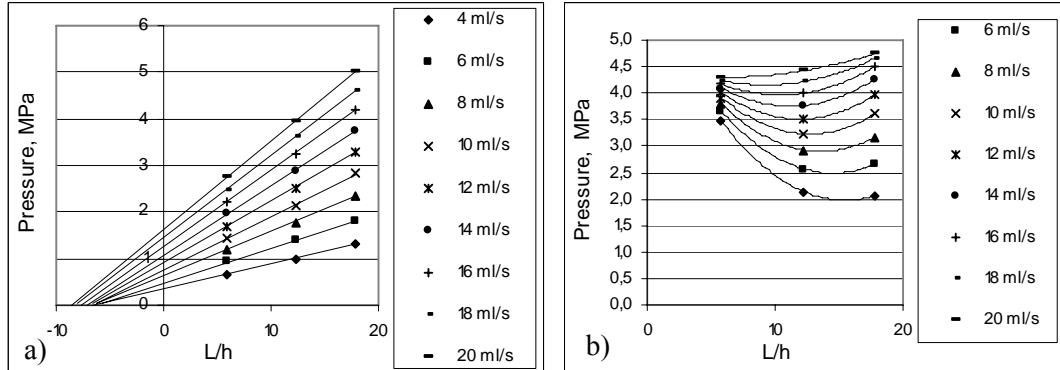 Pressure, MPa
6
5
4
3
2
1
0
-10 0 10 20
L/h
a)
4 ml/s
6 ml/s
8 ml/s
10 ml/s
12 ml/s
14 ml/s
16 ml/s
18 ml/s
20 ml/s
Pressure, MPa
5,0
4,5
4,0
3,5
3,0
2,5
2,0
1,5
1,0
0,5
0,0
0 10 20
L/h
b)
6 ml/s
8 ml/s
10 ml/s
12 ml/s
14 ml/s
16 ml/s
18 ml/s
20 ml/s